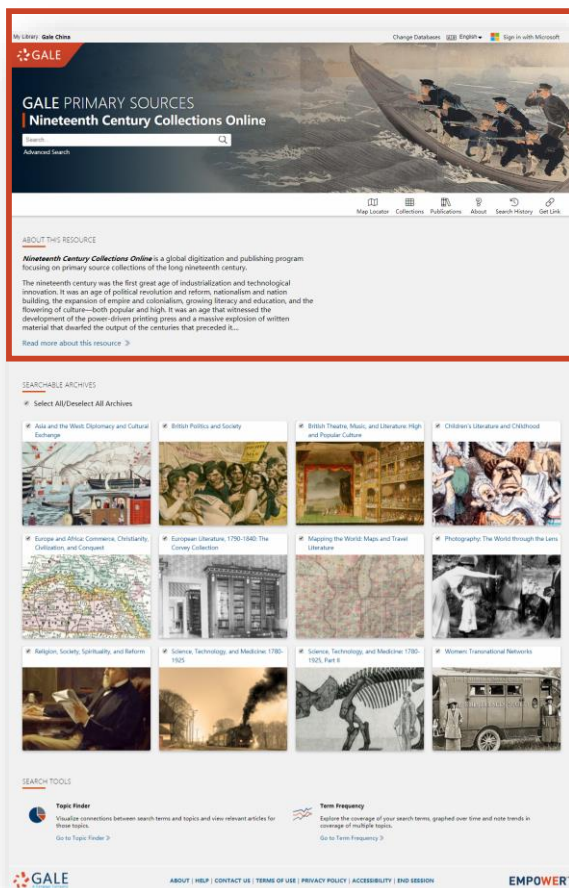 My Library Gale China
Change Databases English Sign in with Microsoft
GALE
GALE PRIMARY SOURCES
Nineteenth Century Collections Online
Search...
Advanced Search
Map Locator Collections Publications About Search History Get Link
ABOUT THIS RESOURCE
Nineteenth Century Collections Online is a global digitization and publishing program
focusing on primary source collections of the long nineteenth century.
The nineteenth century was the first great age of industrialization and technological
innovation. It was an age of political revolution and reform, nationalism and nation
building, the expansion of empire and colonialism, growing literacy and education, and the
flowering of culture—both popular and high. It was an age that witnessed the
development of the power-driven printing press and a massive explosion of written
material that dwarfed the output of the centuries that preceded it...
Read more about this resource »
SEARCHABLE ARCHIVES
Select All/Deselect All Archives
Asia and the West: Diplomacy and Cultural
Exchange
British Politics and Society
British Theatre, Music, and Literature: High
and Popular Culture
Children's Literature and Childhood
Europe and Africa: Commerce, Christianity,
Civilization, and Conquest
European Literature, 1790-1840: The
Corvey Collection
Mapping the World: Maps and Travel
Literature
Photography: The World through the Lens
Religion, Society, Spirituality, and Reform
Science, Technology, and Medicine: 1780-
1925
Science, Technology, and Medicine: 1780-
1925, Part II
Women: Transnational Networks
SEARCH TOOLS
Topic Finder
Visualize connections between search terms and topics and view relevant articles for
those topics.
Go to Topic Finder »
Term Frequency
Explore the coverage of your search terms, graphed over time and note trends in
coverage of multiple topics.
Go to Term Frequency »
GALE
ABOUT | HELP | CONTACT US | TERMS OF USE | PRIVACY POLICY | ACCESSIBILITY | END SESSION
EMPOWER